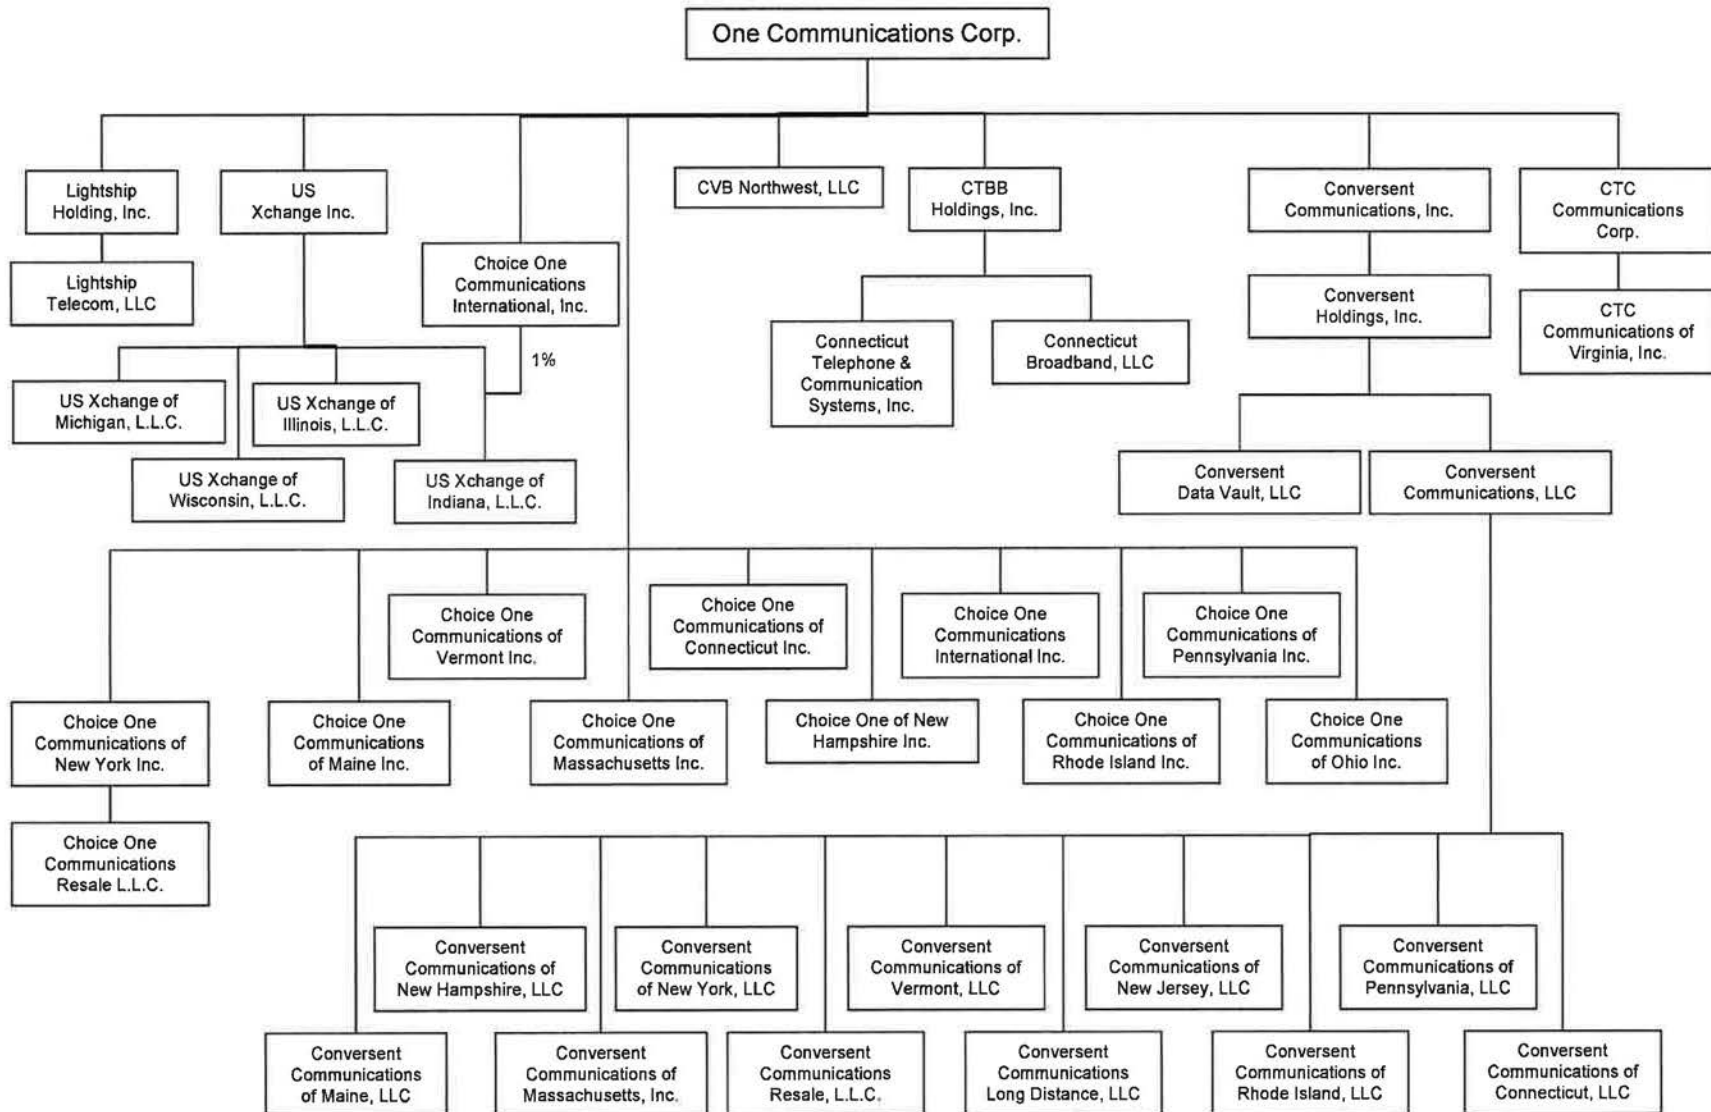 One Communications Corp.
Lightship
Holding, Inc.
US
Xchange Inc.
CVB Northwest, LLC
CTBB
Holdings, Inc.
Conversent
Communications, Inc.
CTC
Communications
Corp.
Lightship
Telecom, LLC
Choice One
Communications
International, Inc.
Conversent
Holdings, Inc.
CTC
Communications of
Virginia, Inc.
Connecticut
Telephone &
Communication
Systems, Inc.
Connecticut
Broadband, LLC
1%
US Xchange of
Michigan, L.L.C.
US Xchange of
Illinois, L.L.C.
US Xchange of
Wisconsin, L.L.C.
US Xchange of
Indiana, L.L.C.
Conversent
Data Vault, LLC
Conversent
Communications, LLC
Choice One
Communications of
Vermont Inc.
Choice One
Communications of
Connecticut Inc.
Choice One
Communications
International Inc.
Choice One
Communications of
Pennsylvania Inc.
Choice One
Communications of
New York Inc.
Choice One
Communications
of Maine Inc.
Choice One
Communications of
Massachusetts Inc.
Choice One of New
Hampshire Inc.
Choice One
Communications of
Rhode Island Inc.
Choice One
Communications
of Ohio Inc.
Choice One
Communications
Resale L.L.C.
Conversent
Communications of
New Hampshire, LLC
Conversent
Communications
of New York, LLC
Conversent
Communications of
Vermont, LLC
Conversent
Communications of
New Jersey, LLC
Conversent
Communications of
Pennsylvania, LLC
Conversent
Communications
of Maine, LLC
Conversent
Communications of
Massachusetts, Inc.
Conversent
Communications
Resale, L.L.C.
Conversent
Communications
Long Distance, LLC
Conversent
Communications of
Rhode Island, LLC
Conversent
Communications of
Connecticut, LLC